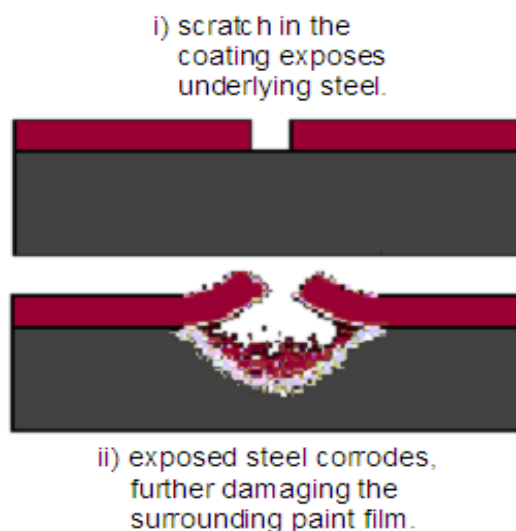 i) scratch in the
coating exposes
underlying steel.
ii) exposed steel corrodes,
further damaging the
surrounding paint film.